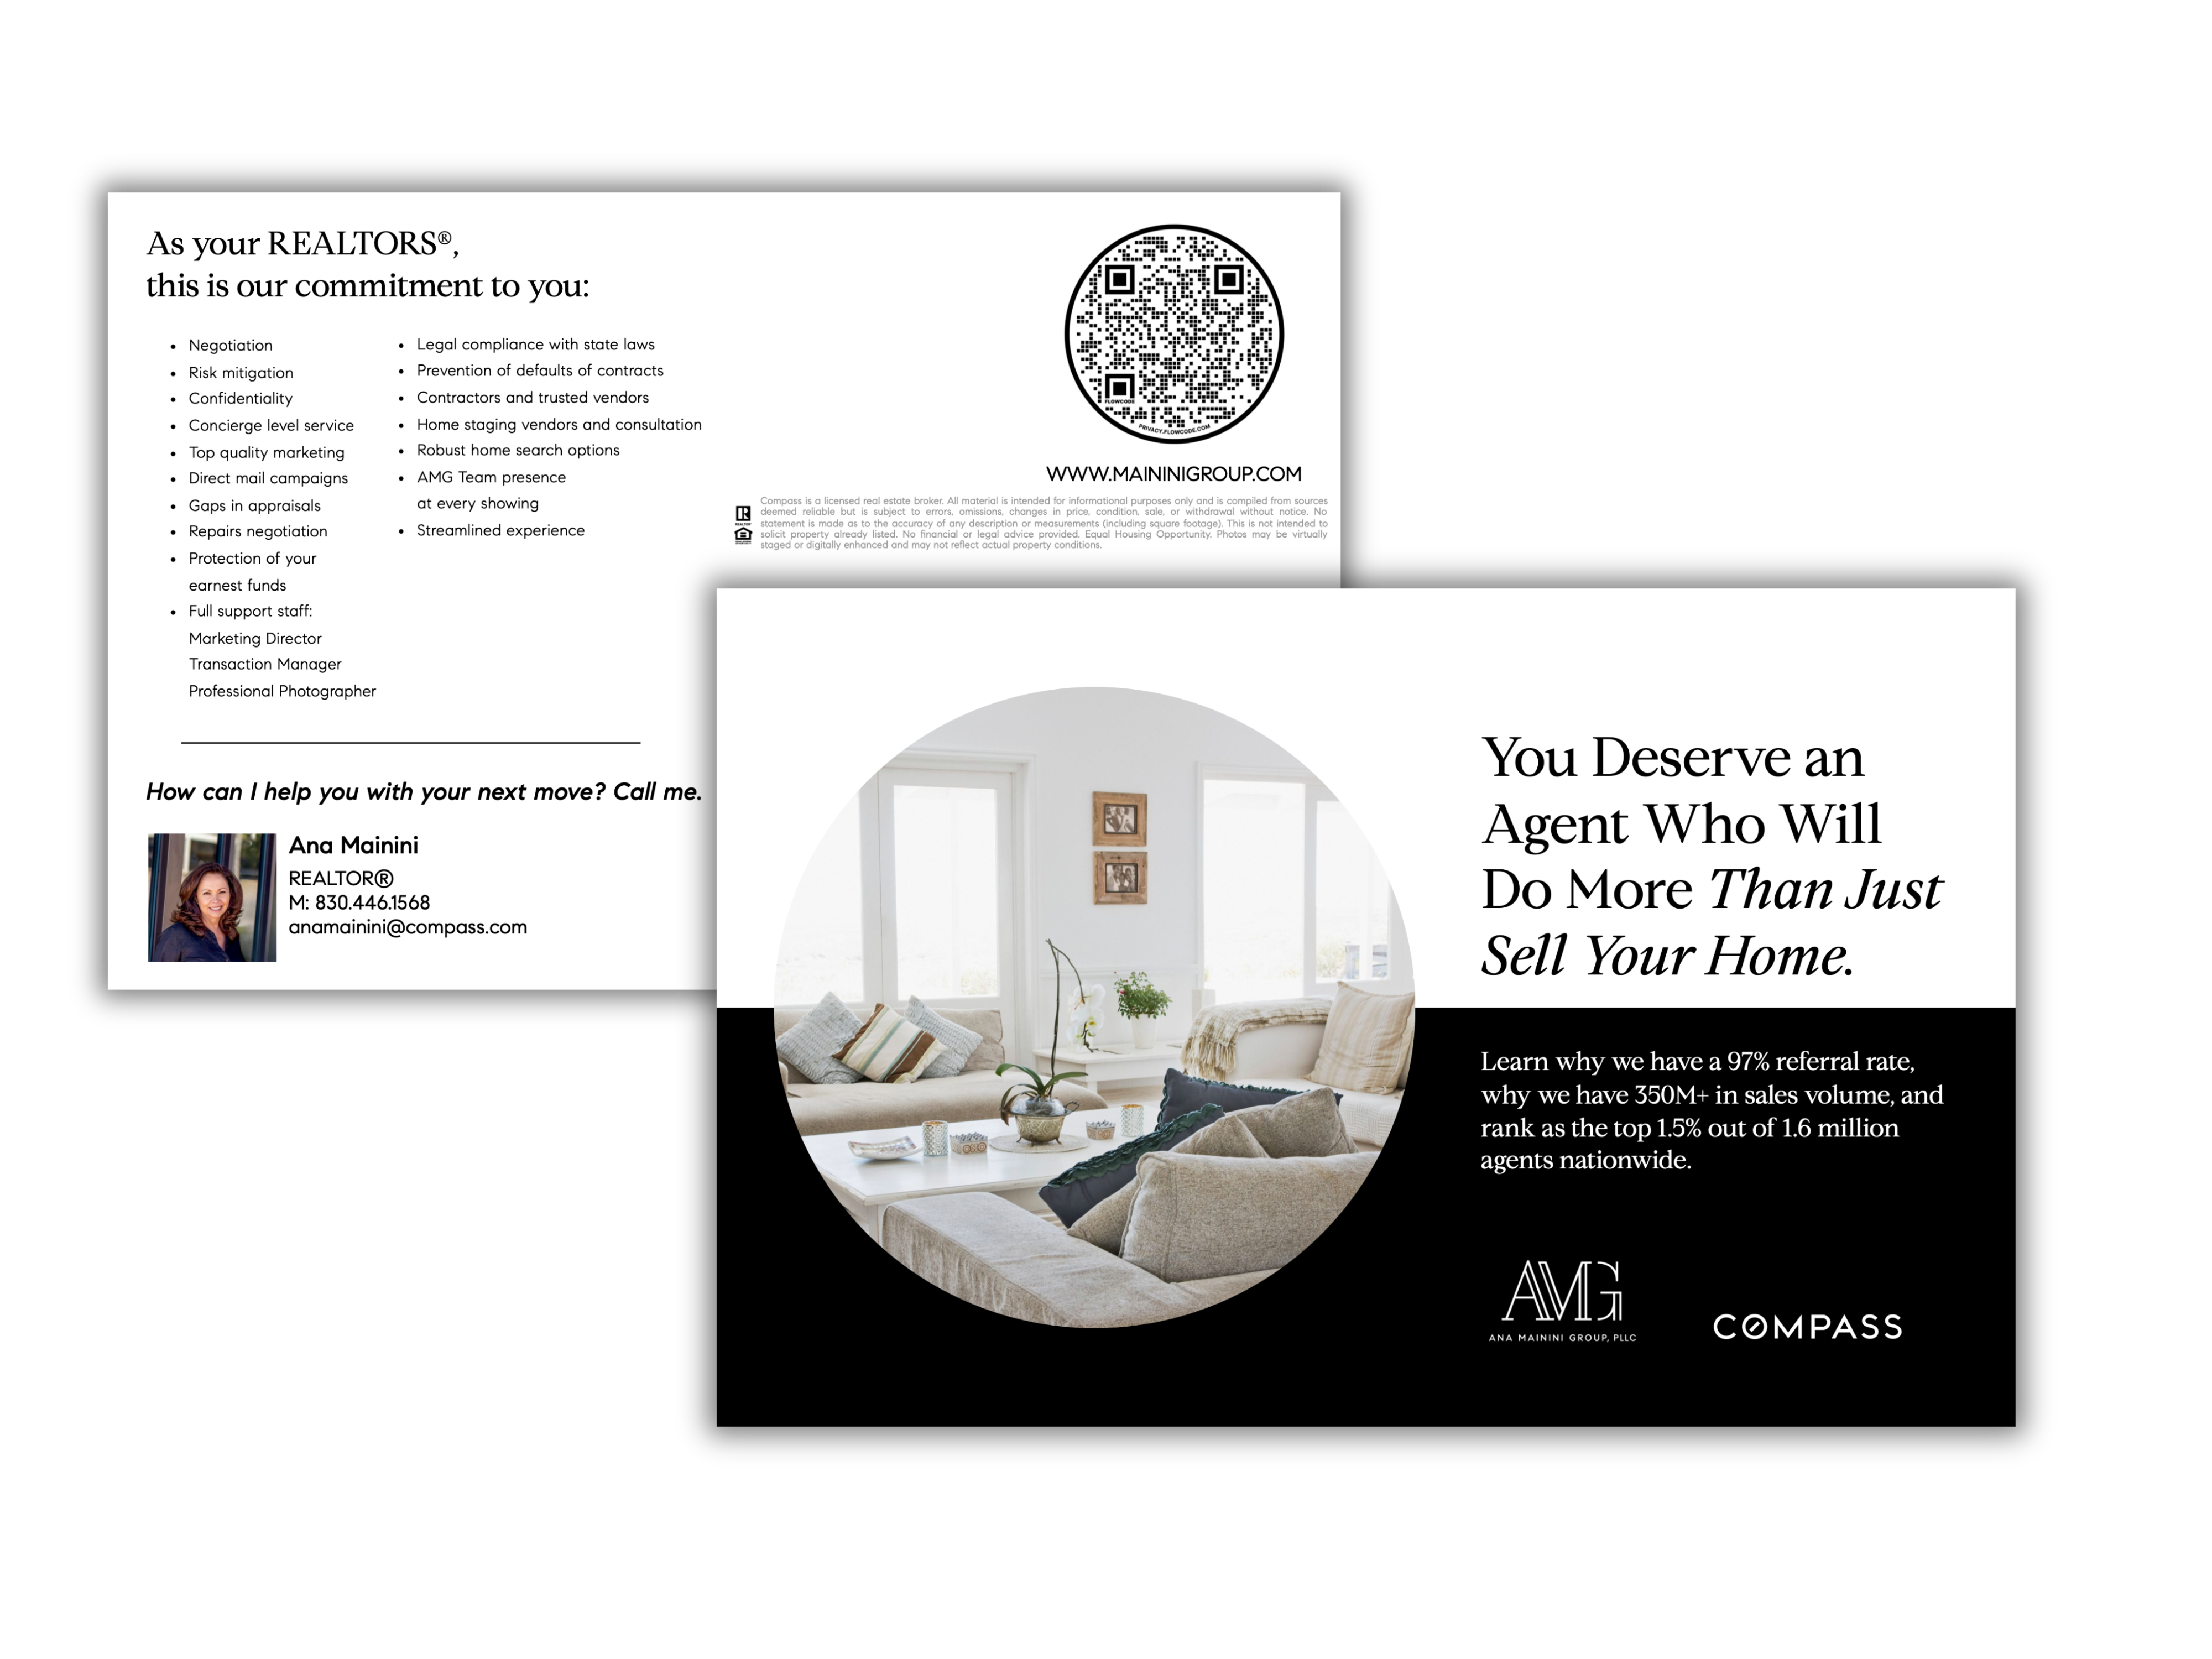 As your REALTORS®,
this is our commitment to you:
• Negotiation
• Risk mitigation
• Confidentiality
• Concierge level service
• Top quality marketing
• Direct mail campaigns
• Gaps in appraisals
• Repairs negotiation
• Protection of your
earnest funds
• Full support staff:
Marketing Director
Transaction Manager
Professional Photographer
• Legal compliance with state laws
• Prevention of defaults of contracts
• Contractors and trusted vendors
• Home staging vendors and consultation
• Robust home search options
• AMG Team presence
at every showing
• Streamlined experience
How can I help you with your next move? Call me.
Ana Mainini
REALTOR®
M: 830.446.1568
anamainini@compass.com
FLOWCODE
PRIVACY.FLOWCODE.COM
WWW.MAININIGROUP.COM
REALTOR
Compass is a licensed real estate broker. All material is intended for informational purposes only and is compiled from sources
deemed reliable but is subject to errors, omissions, changes in price, condition, sale, or withdrawal without notice. No
statement is made as to the accuracy of any description or measurements (including square footage). This is not intended to
solicit property already listed. No financial or legal advice provided. Equal Housing Opportunity. Photos may be virtually
staged or digitally enhanced and may not reflect actual property conditions.
You Deserve an
Agent Who Will
Do More Than Just
Sell Your Home.
Learn why we have a 97% referral rate,
why we have 350M+ in sales volume, and
rank as the top 1.5% out of 1.6 million
agents nationwide.
AMG
ANA MAININI GROUP, PLLC
COMPASS